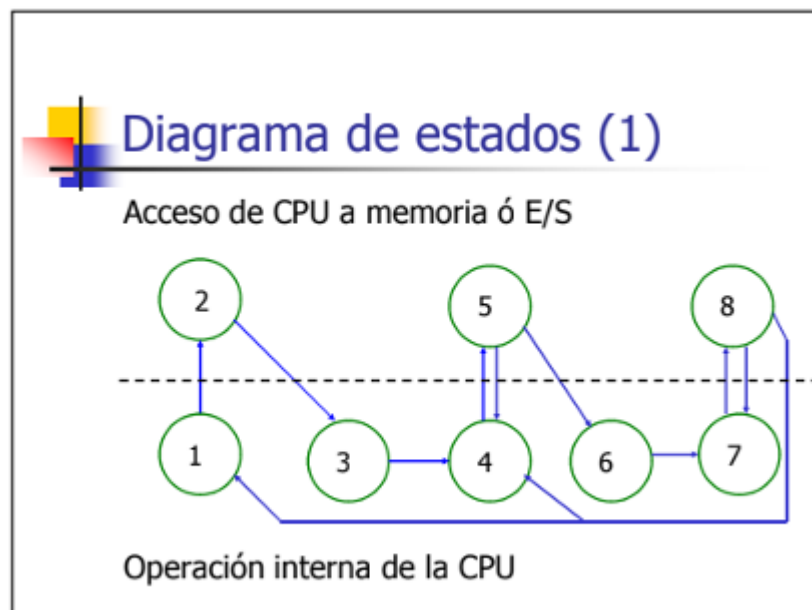 Diagrama de estados (1)
Acceso de CPU a memoria ó E/S
2 5 8
1 3 4 6 7
Operación interna de la CPU